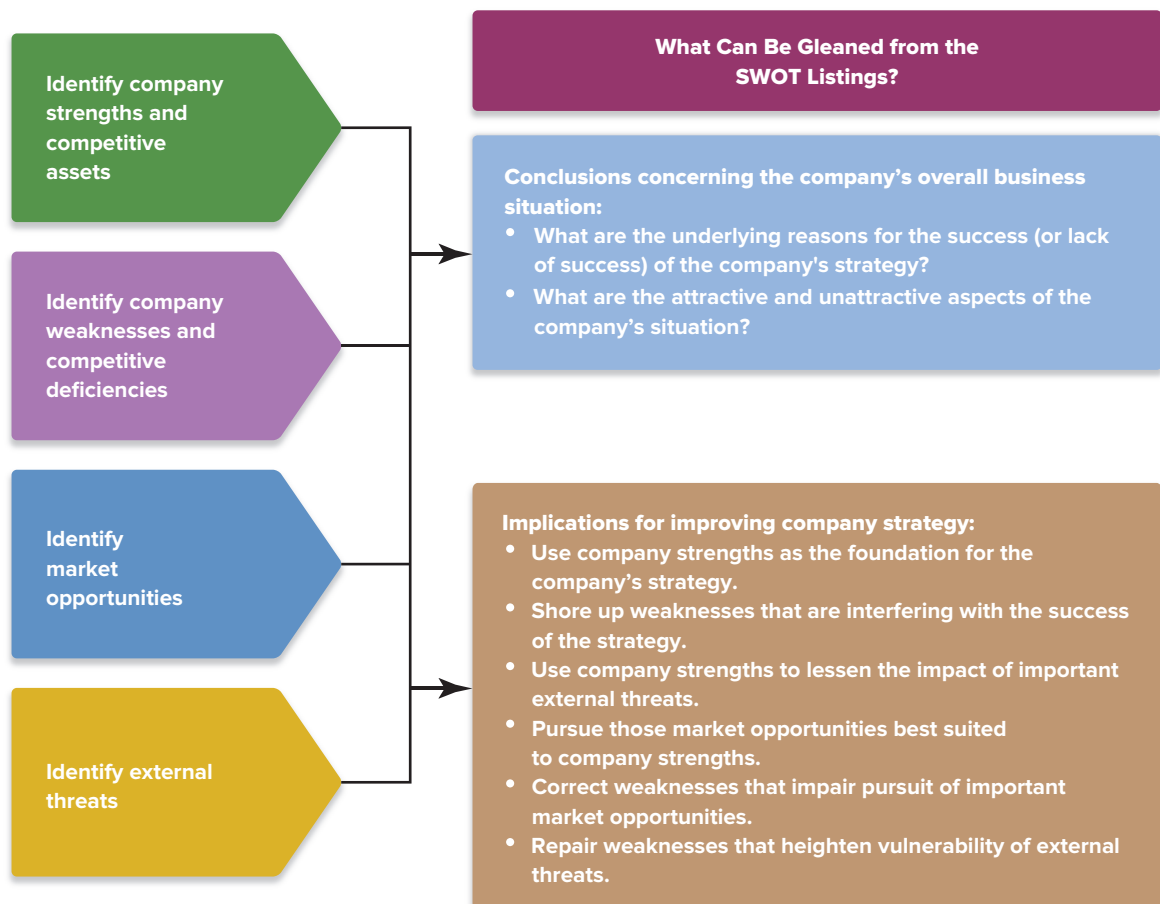 Identify company
strengths and
competitive
assets
Identify company
weaknesses and
competitive
deficiencies
Identify
market
opportunities
Identify external
threats
What Can Be Gleaned from the
SWOT Listings?
Conclusions concerning the company’s overall business
situation:
• What are the underlying reasons for the success (or lack
of success) of the company's strategy?
• What are the attractive and unattractive aspects of the
company’s situation?
Implications for improving company strategy:
• Use company strengths as the foundation for the
company’s strategy.
• Shore up weaknesses that are interfering with the success
of the strategy.
• Use company strengths to lessen the impact of important
external threats.
• Pursue those market opportunities best suited
to company strengths.
• Correct weaknesses that impair pursuit of important
market opportunities.
• Repair weaknesses that heighten vulnerability of external
threats.